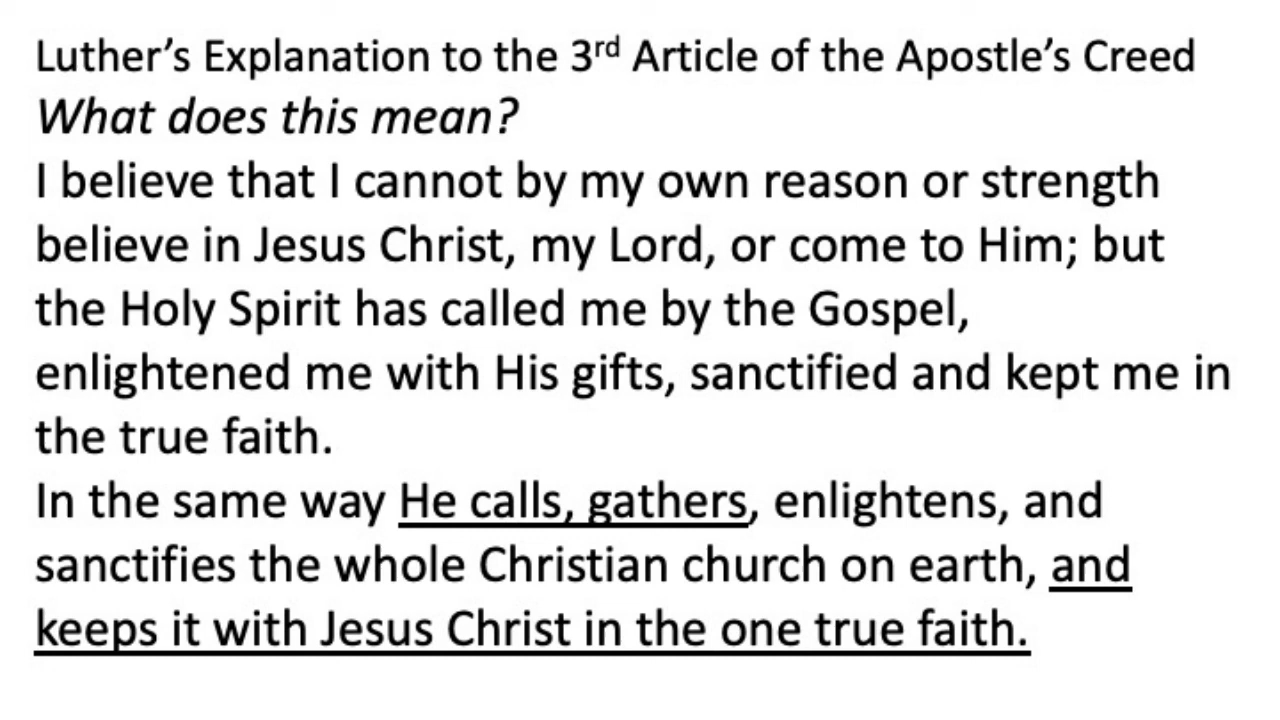 Luther’s Explanation to the 3rd Article of the Apostle’s Creed
What does this mean?
I believe that I cannot by my own reason or strength
believe in Jesus Christ, my Lord, or come to Him; but
the Holy Spirit has called me by the Gospel,
enlightened me with His gifts, sanctified and kept me in
the true faith.
In the same way He calls, gathers, enlightens, and
sanctifies the whole Christian church on earth, and
keeps it with Jesus Christ in the one true faith.